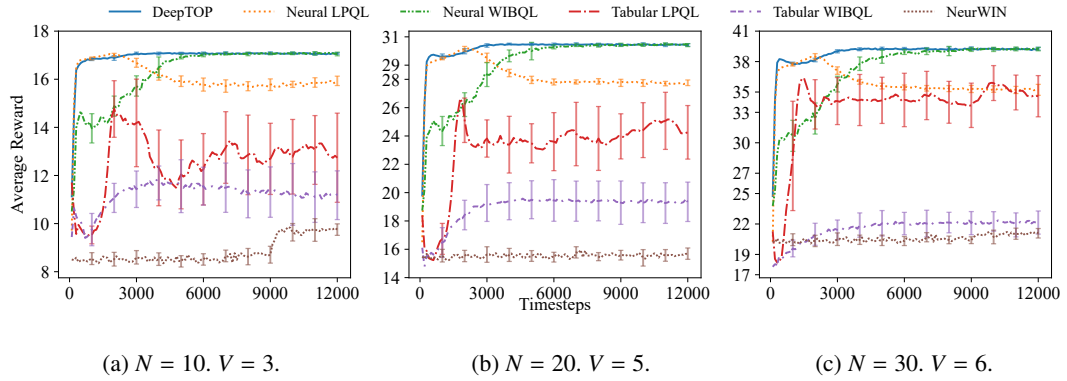 DeepTOP Neural LPQL Neural WIBQL Tabular LPQL Tabular WIBQL NeurWIN
Average Reward
18
16
14
12
10
8
0 3000 6000 9000 12000
31
28
26
24
22
20
18
16
14
0 3000 6000 9000 12000
41
38
35
33
30
28
25
22
19
17
0 3000 6000 9000 12000
Timesteps
(a) N = 10. V = 3.
(b) N = 20. V = 5.
(c) N = 30. V = 6.